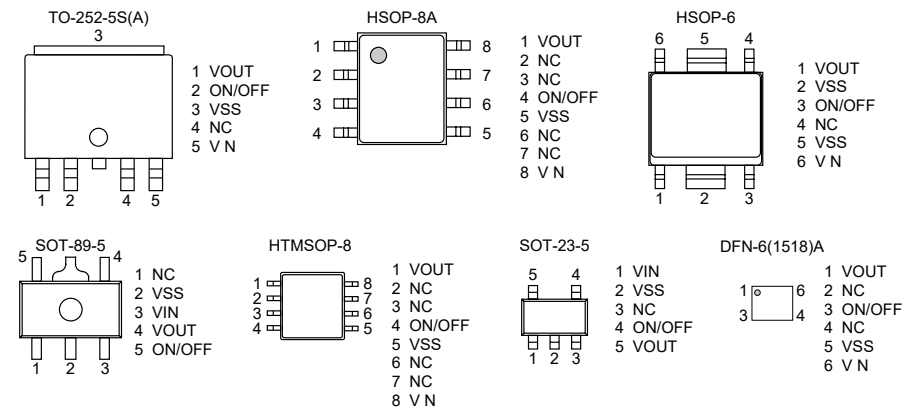 TO-252-5S(A)
3
1 2 4 5
1 VOUT
2 ON/OFF
3 VSS
4 NC
5 V N
HSOP-8A
1 8
2 7
3 6
4 5
1 VOUT
2 NC
3 NC
4 ON/OFF
5 VSS
6 NC
7 NC
8 V N
HSOP-6
6 5 4
1 2 3
1 VOUT
2 VSS
3 ON/OFF
4 NC
5 VSS
6 V N
SOT-89-5
5 4
1 2 3
1 NC
2 VSS
3 VIN
4 VOUT
5 ON/OFF
HTMSOP-8
1 8
2 7
3 6
4 5
1 VOUT
2 NC
3 NC
4 ON/OFF
5 VSS
6 NC
7 NC
8 V N
SOT-23-5
5 4
1 2 3
1 VIN
2 VSS
3 NC
4 ON/OFF
5 VOUT
DFN-6(1518)A
1 6
3 4
1 VOUT
2 NC
3 ON/OFF
4 NC
5 VSS
6 V N